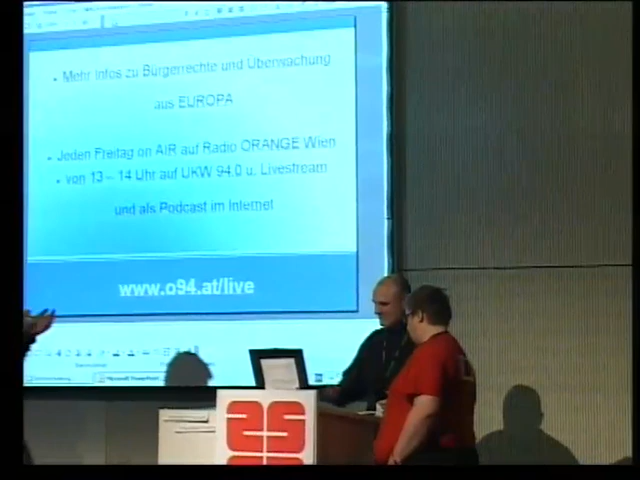 • Mehr Infos zu Bürgerrechte und Überwachung
aus EUROPA
• Jeden Freitag on AIR auf Radio ORANGE Wien
• von 13 – 14 Uhr auf UKW 94.0 u. Livestream
und als Podcast im Internet
www.o94.at/live